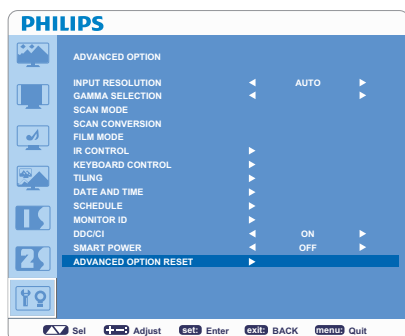 PHILIPS
ADVANCED OPTION
INPUT RESOLUTION AUTO
GAMMA SELECTION
SCAN MODE
SCAN CONVERSION
FILM MODE
IR CONTROL
KEYBOARD CONTROL
TILING
DATE AND TIME
SCHEDULE
MONITOR ID
DDC/CI ON
SMART POWER OFF
ADVANCED OPTION RESET
Sel Adjust set: Enter exit: BACK menu: Quit